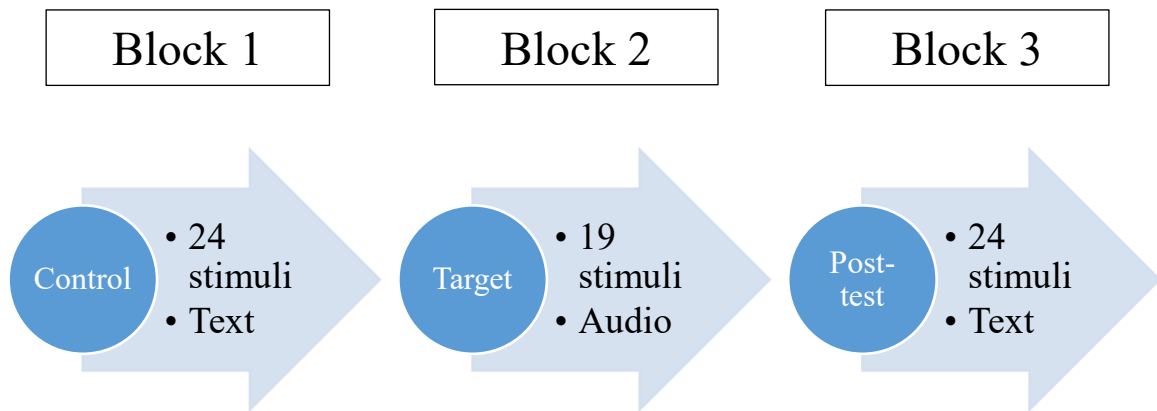 Block 1
Block 2
Block 3
Control
• 24
stimuli
• Text
Target
• 19
stimuli
• Audio
Post-
test
• 24
stimuli
• Text